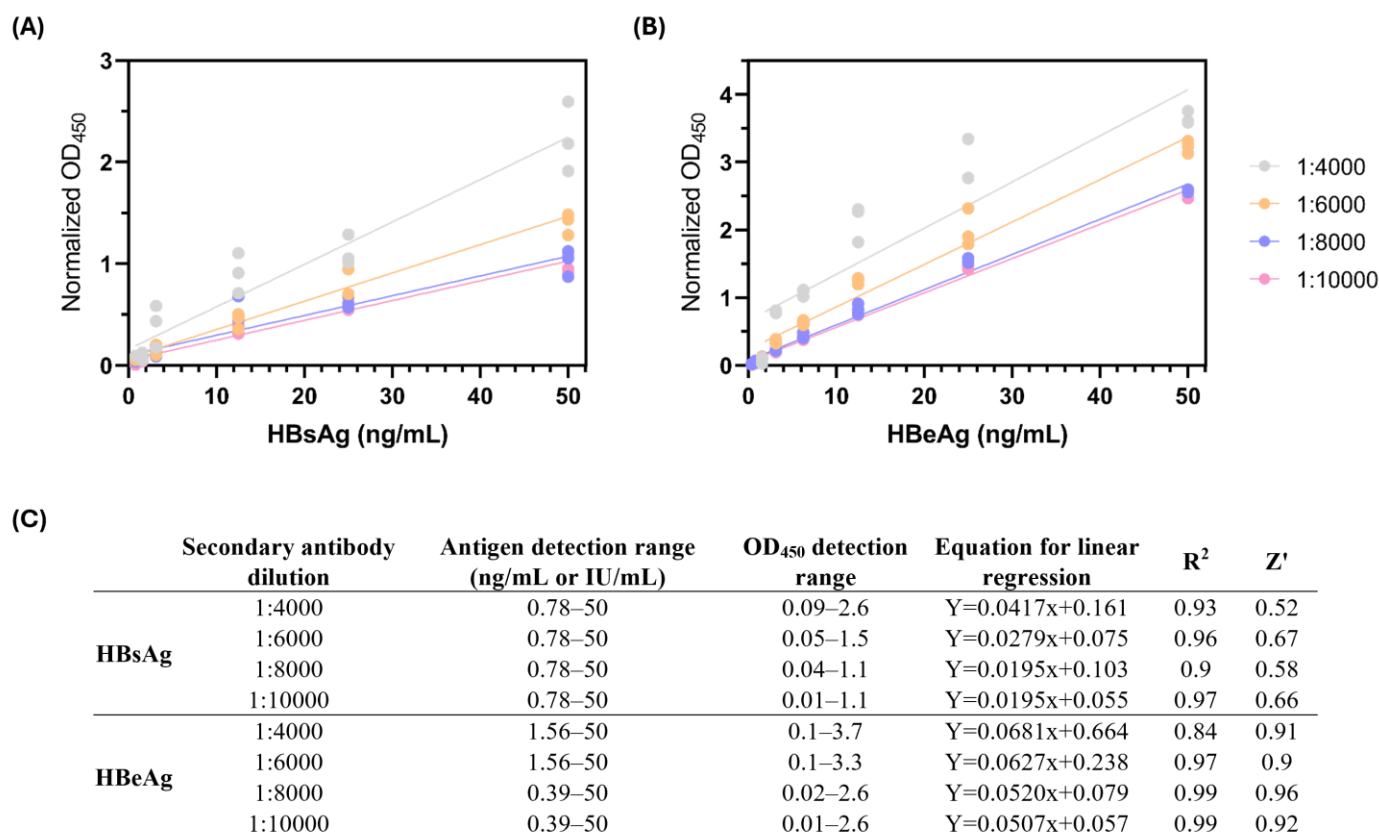 (A)
3
2
1
0
Normalized OD450
0 10 20 30 40 50
HBsAg (ng/mL)
(B)
4
3
2
1
0
Normalized OD450
0 10 20 30 40 50
HBeAg (ng/mL)
1:4000
1:6000
1:8000
1:10000
(C)
Secondary antibody dilution Antigen detection range (ng/mL or IU/mL) OD450 detection range Equation for linear regression R2 Z'
HBsAg
1:4000 0.78–50 0.09–2.6 Y=0.0417x+0.161 0.93 0.52
1:6000 0.78–50 0.05–1.5 Y=0.0279x+0.075 0.96 0.67
1:8000 0.78–50 0.04–1.1 Y=0.0195x+0.103 0.9 0.58
1:10000 0.78–50 0.01–1.1 Y=0.0195x+0.055 0.97 0.66
HBeAg
1:4000 1.56–50 0.1–3.7 Y=0.0681x+0.664 0.84 0.91
1:6000 1.56–50 0.1–3.3 Y=0.0627x+0.238 0.97 0.9
1:8000 0.39–50 0.02–2.6 Y=0.0520x+0.079 0.99 0.96
1:10000 0.39–50 0.01–2.6 Y=0.0507x+0.057 0.99 0.92